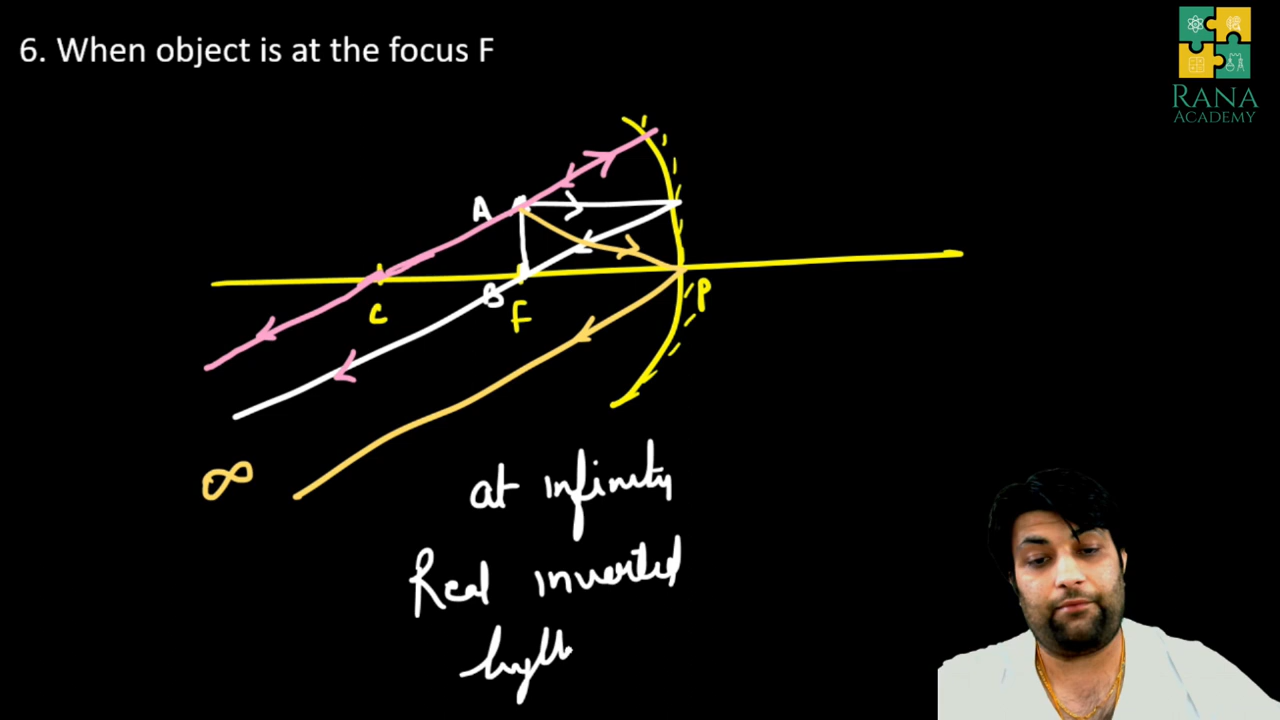 6. When object is at the focus F
RANA
ACADEMY
A
B
C
F
P
∞
at infinity
Real inverted